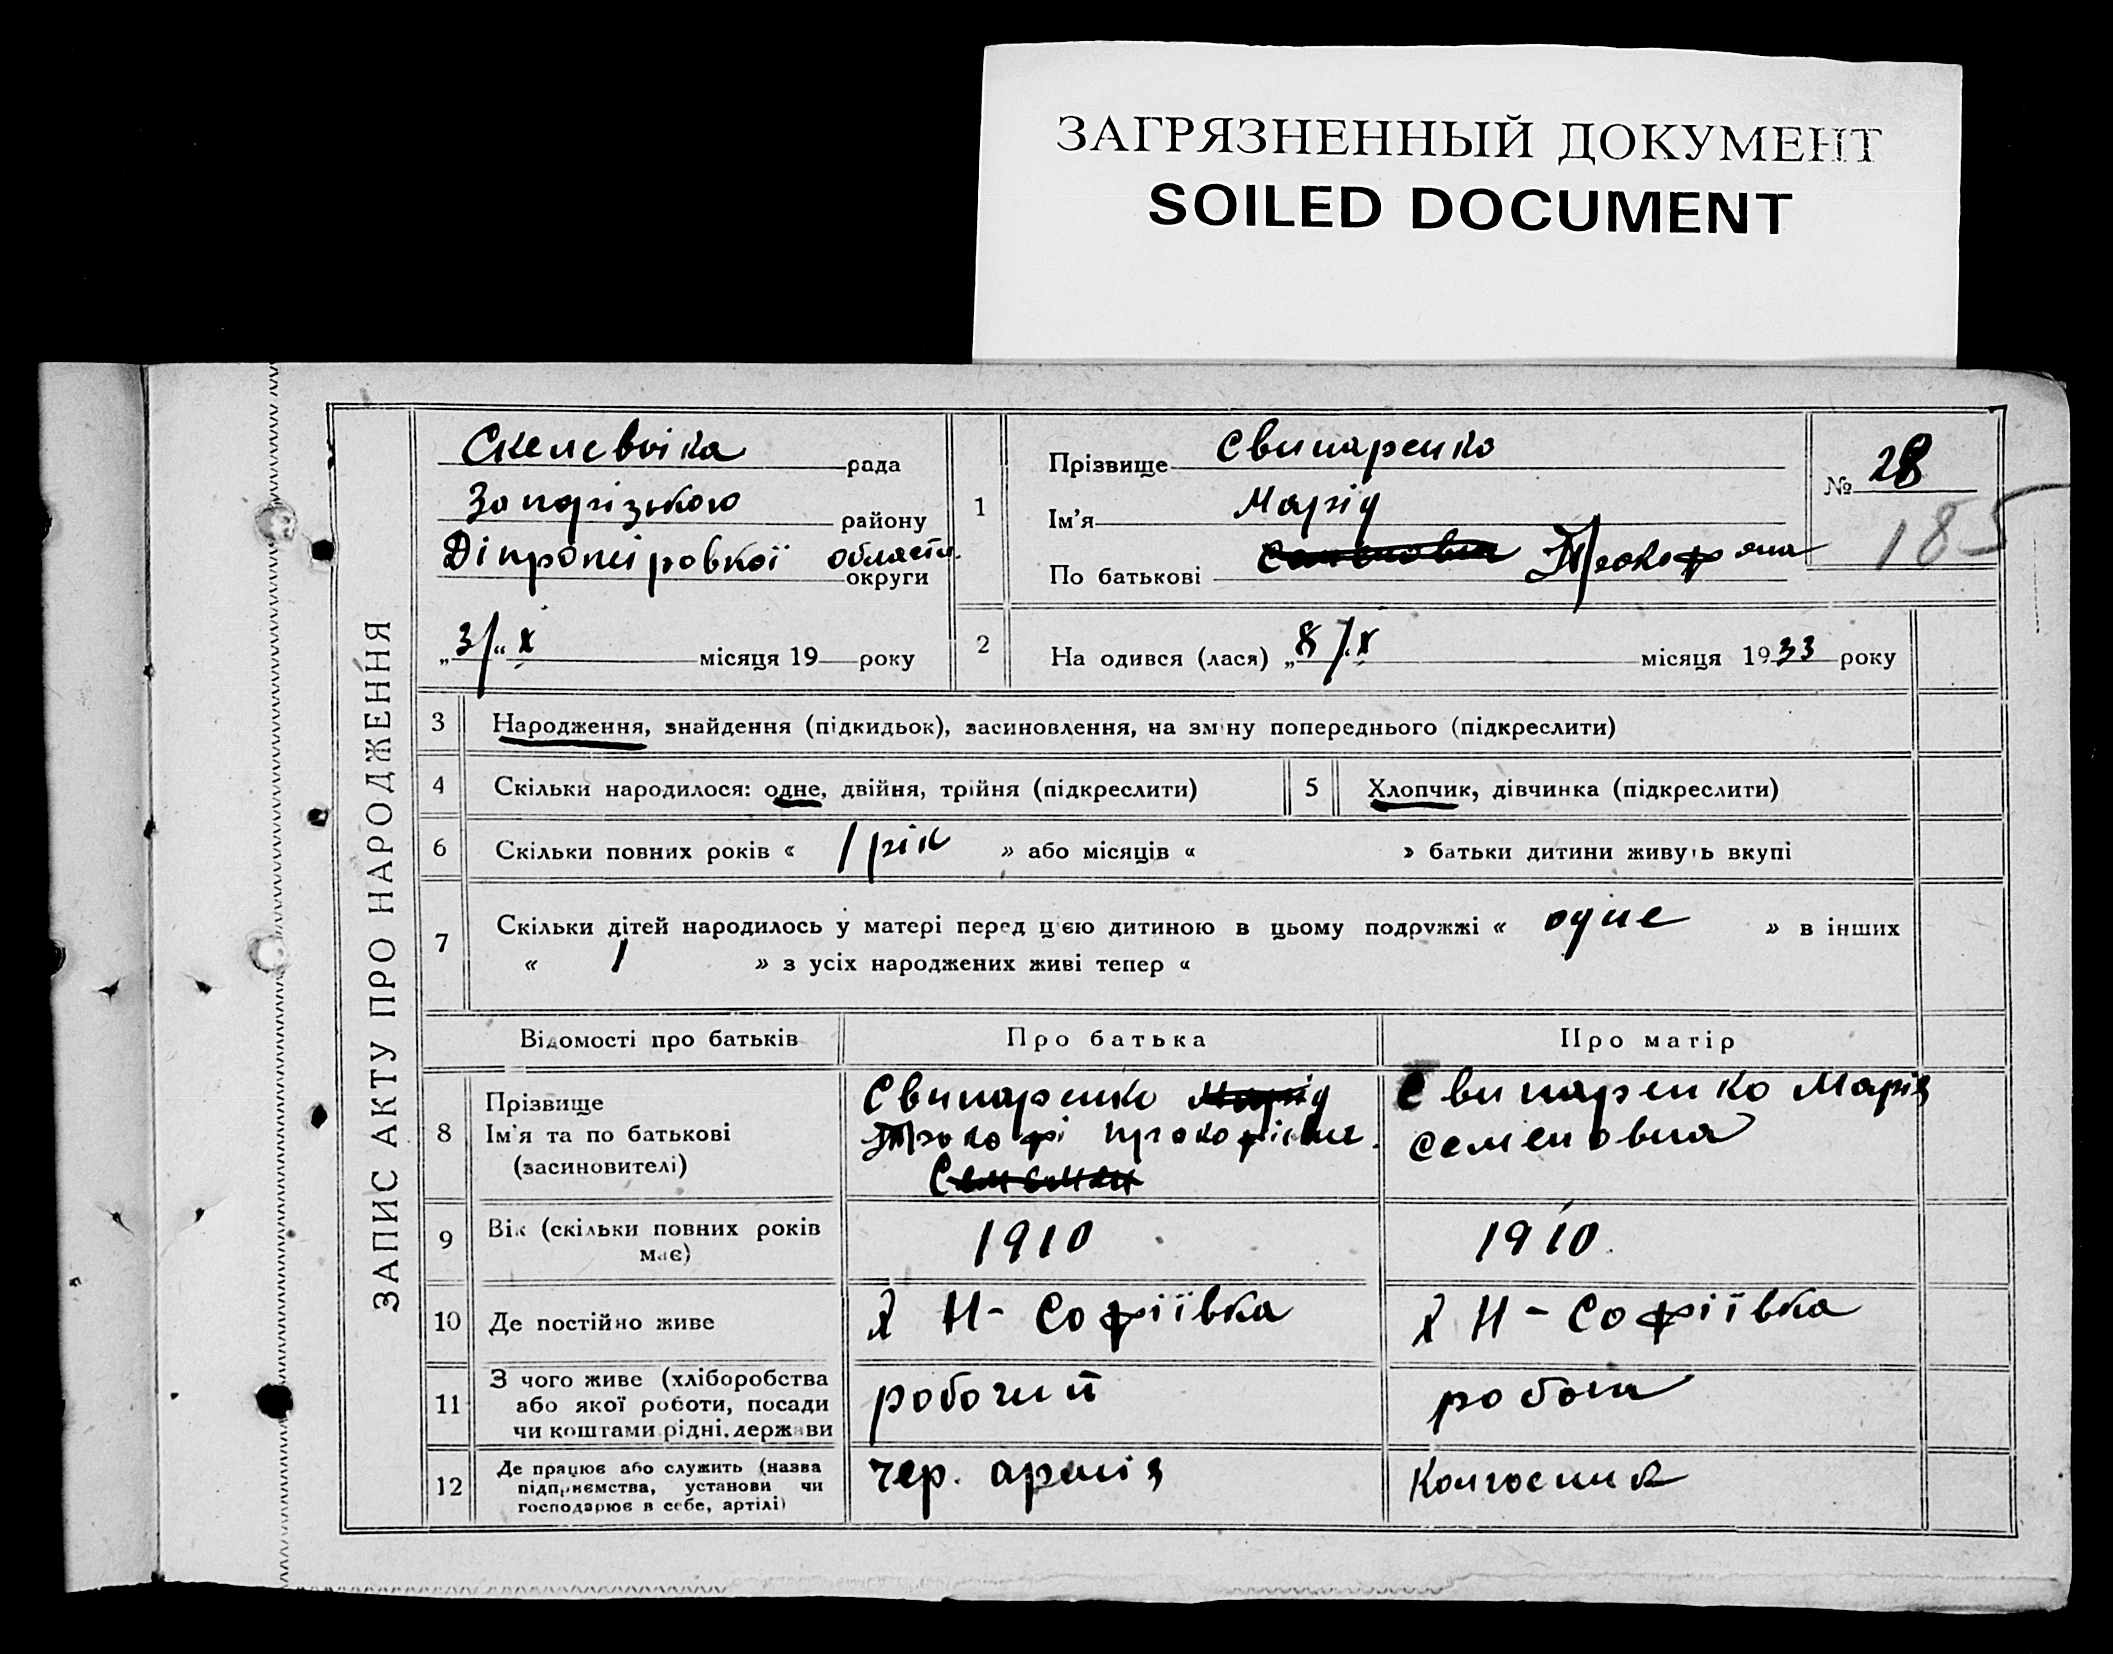 ЗАГРЯЗНЕННЫЙ ДОКУМЕНТ
SOILED DOCUMENT
ЗАПИС АКТУ ПРО НАРОДЖЕННЯ
рада
Запорізькою району
області округи
3/X місяця 19 року
1 Прізвище Свинаренко
Ім'я Марія
По батькові
№ 28
185
2 На одився (лася) „8/X місяця 1933 року
3 Народження, знайдення (підкидьок), засиновлення, на зміну попереднього (підкреслити)
4 Скільки народилося: одне, двійня, трійня (підкреслити)
5 Хлопчик, дівчинка (підкреслити)
6 Скільки повних років « 1 рік » або місяців « » батьки дитини живуть вкупі
7 Скільки дітей народилось у матері перед цією дитиною в цьому подружжі « одне » в інших
« 1 » з усіх народжених живі тепер «
Відомості про батьків Про батька Про матір
8 Прізвище
Ім'я та по батькові
(засиновителі)
Свинаренко Марія
Семен
Свинаренко Марія
Семеновна
9 Вік (скільки повних років
має)
1910 1910
10 Де постійно живе Х Н-Софіївка Х Н-Софіївка
11 З чого живе (хліборобства
або якої роботи, посади
чи коштами рідні, держави
робочий
12 Де працює або служить (назва
підприємства, установи чи
господарює в себе, артілі)
чер. армія